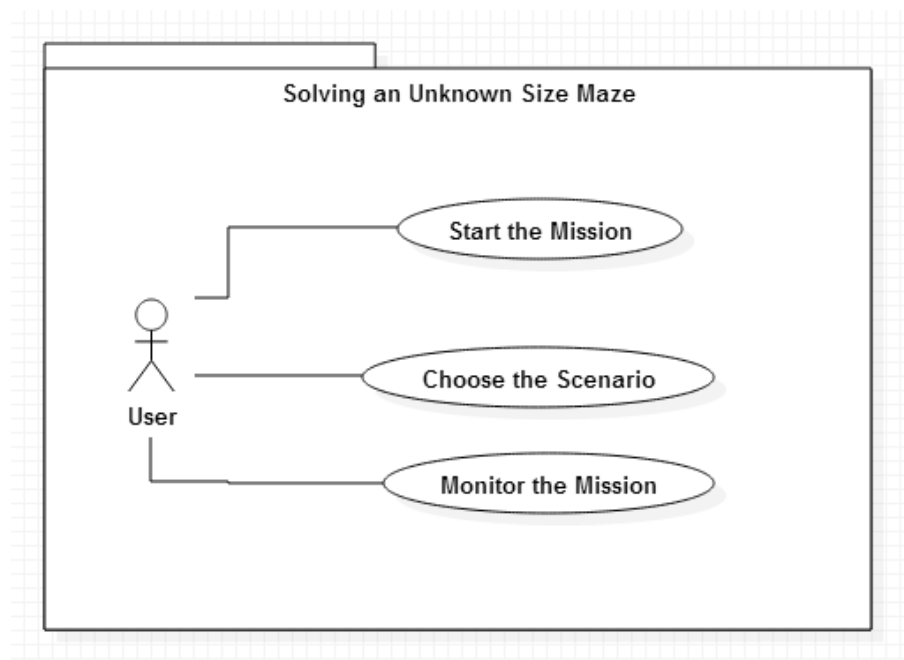 Solving an Unknown Size Maze
Start the Mission
Choose the Scenario
User
Monitor the Mission